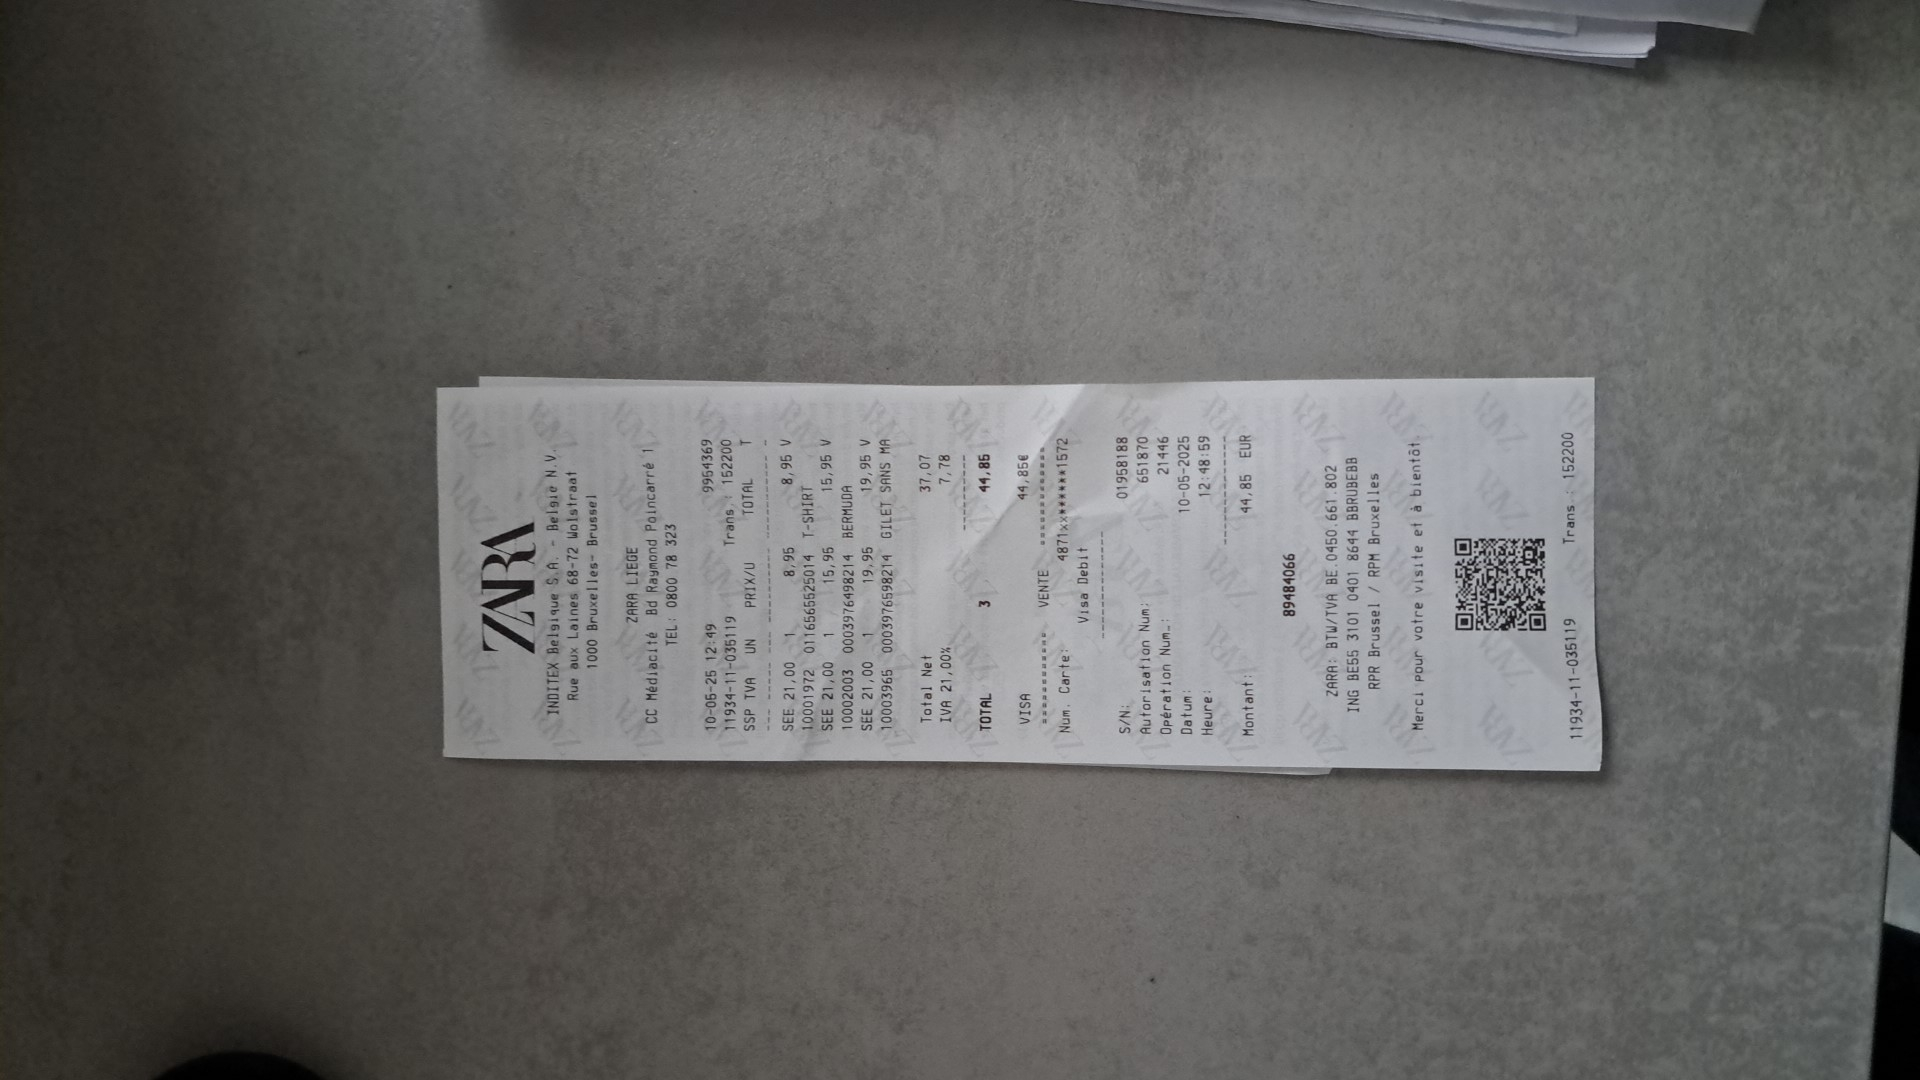 ZARA
INDITEX Belgique S.A. - België N.V.
Rue aux Laines 68-72 Wolstraat
1000 Bruxelles- Brussel
ZARA LIEGE
CC Médiacité Bd Raymond Poincarré 1
TEL: 0800 78 323
10-05-25 12:49 9954369
11934-11-035119 Trans.: 152200
SSP TVA UN PRIX/U TOTAL T
SEE 21,00 1 8,95 8,95 V
10001972 011656525014 T-SHIRT
SEE 21,00 1 15,95 15,95 V
10002003 0003976498214 BERMUDA
SEE 21,00 1 19,95 19,95 V
10003965 0003976598214 GILET SANS MA
Total Net 37,07
IVA 21,00% 7,78
TOTAL 3 44,85
VISA 44,85€
VENTE
Num. Carte: 4871xx******1572
Visa Debit
S/N: 01958188
Autorisation Num: 651870
Opération Num.: 21446
Datum: 10-05-2025
Heure: 12:48:59
Montant: 44,85 EUR
89484066
ZARA: BTW/TVA BE.0450.661.802
ING BE55 3101 0401 8644 BBRUBEBB
RPR Brussel / RPM Bruxelles
Merci pour votre visite et à bientôt.
11934-11-035119 Trans.: 152200